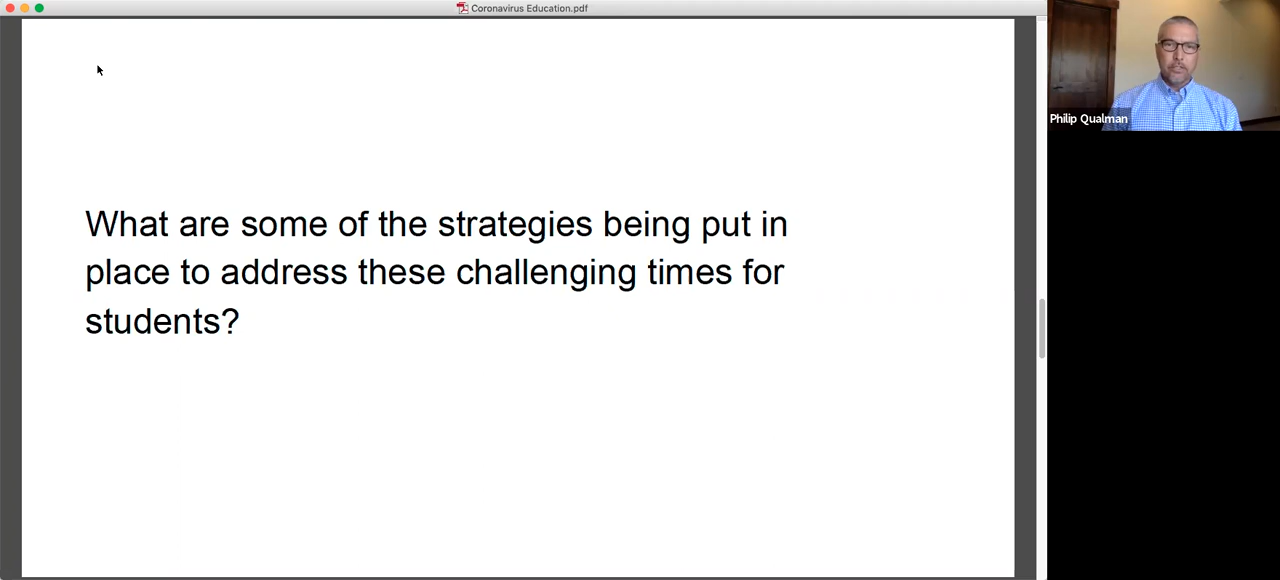 Coronavirus Education.pdf
What are some of the strategies being put in
place to address these challenging times for
students?
Philip Qualman